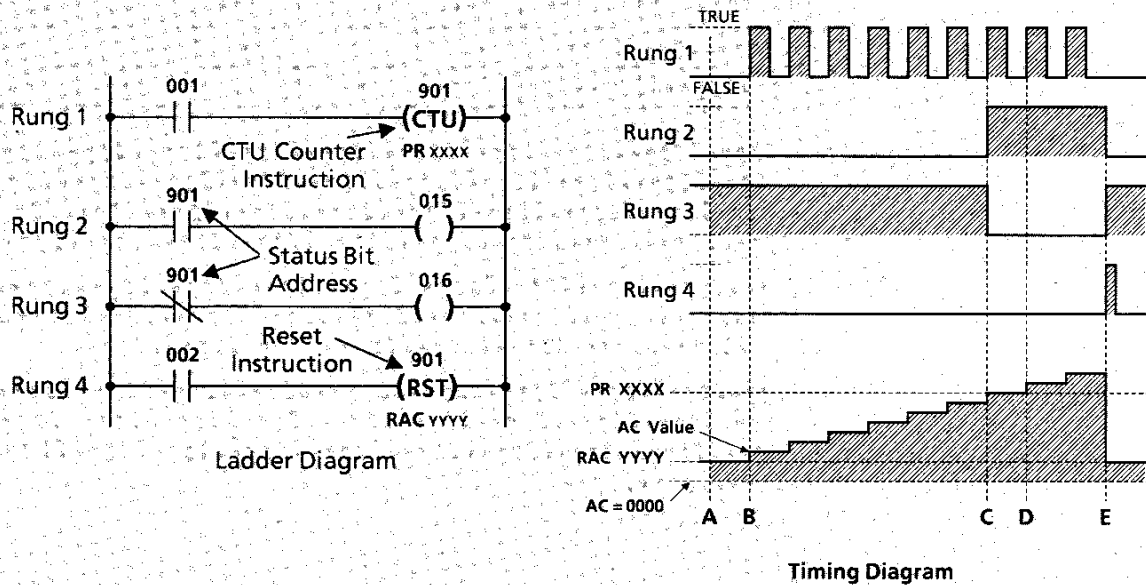 001
901
Rung 1
(CTU)
CTU Counter
Instruction
PR XXXX
901
015
Rung 2
( )
Status Bit
Address
901
016
Rung 3
( )
Reset
Instruction
002
901
Rung 4
(RST)
RAC YYYY
Ladder Diagram
TRUE
Rung 1
FALSE
Rung 2
Rung 3
Rung 4
PR XXXX
AC Value
RAC YYYY
AC = 0000
A B C D E
Timing Diagram